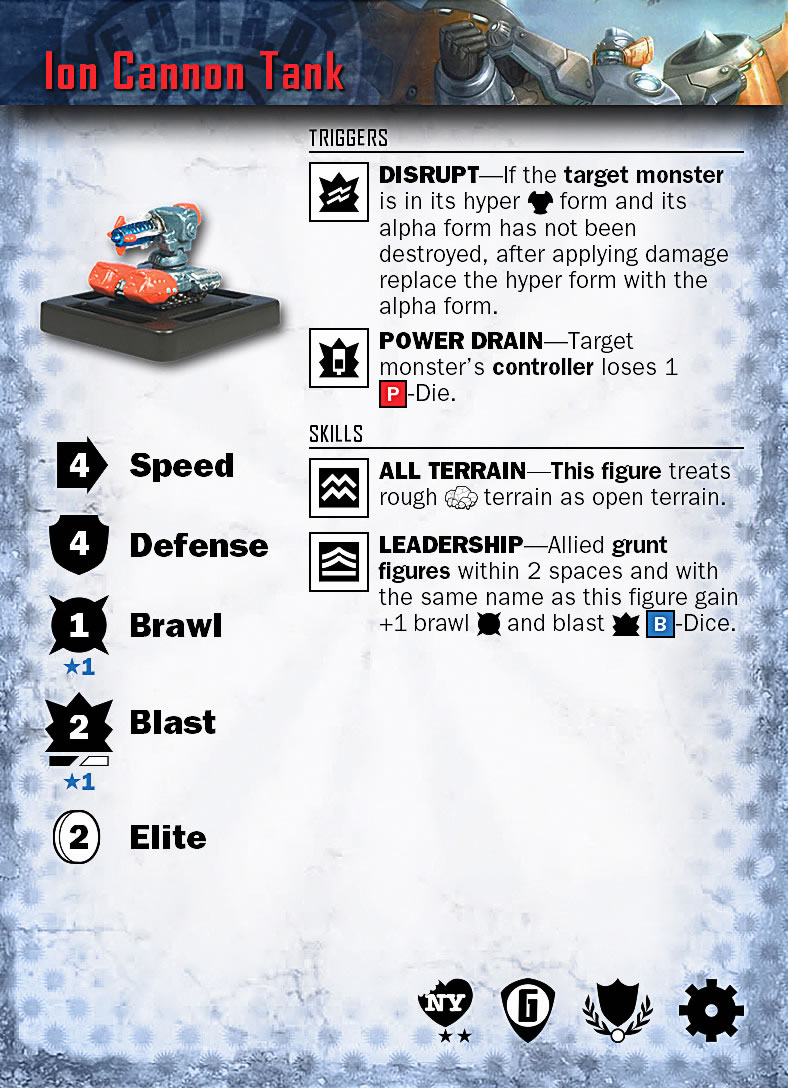 Ion Cannon Tank
TRIGGERS
DISRUPT—If the target monster
is in its hyper form and its
alpha form has not been
destroyed, after applying damage
replace the hyper form with the
alpha form.
POWER DRAIN—Target
monster's controller loses 1
P-Die.
SKILLS
ALL TERRAIN—This figure treats
rough terrain as open terrain.
LEADERSHIP—Allied grunt
figures within 2 spaces and with
the same name as this figure gain
+1 brawl and blast B-Dice.
4 Speed
4 Defense
1 Brawl
★1
2 Blast
★1
2 Elite
NY G
★★